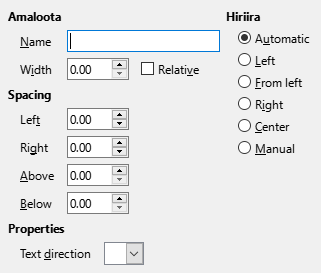 Amaloota
Name
Width 0.00 Relative
Spacing
Left 0.00
Right 0.00
Above 0.00
Below 0.00
Properties
Text direction
Hiriira
Automatic
Left
From left
Right
Center
Manual